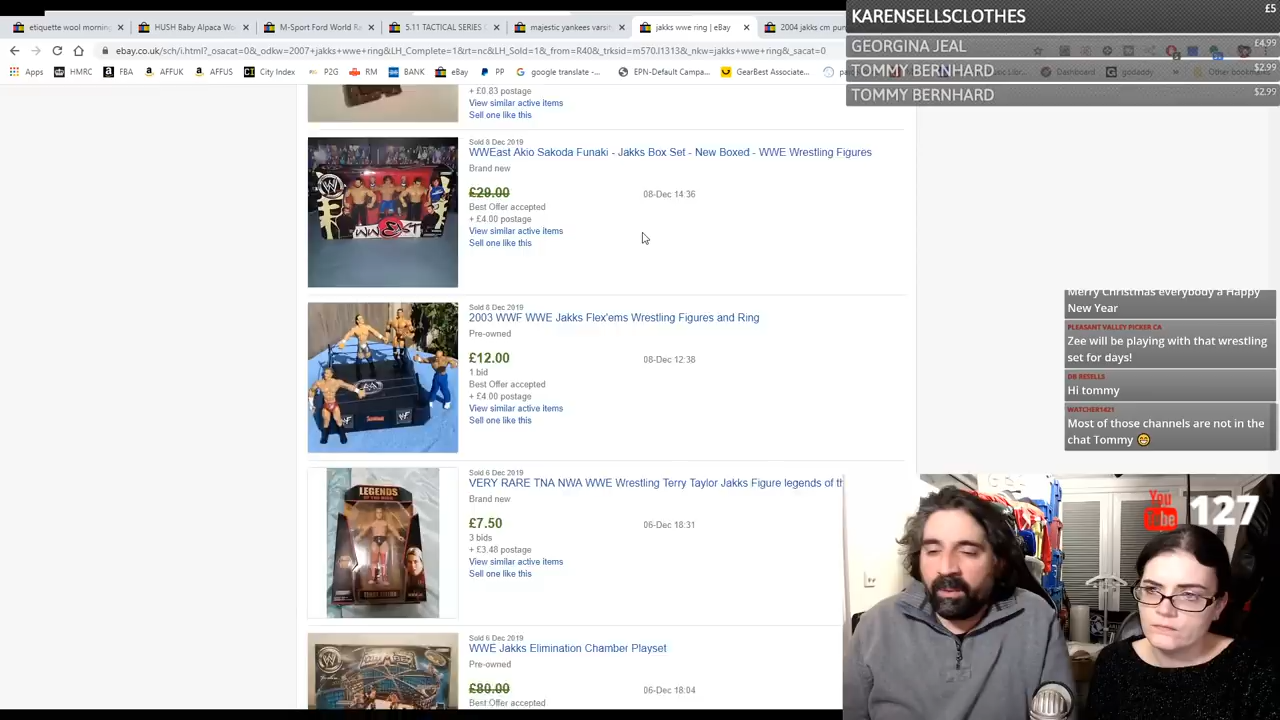 etiquette wool morning
HUSH Baby Alpaca Wo
M-Sport Ford World Ra
5.11 TACTICAL SERIES C
majestic yankees varsity
jakks wwe ring | eBay
2004 jakks cm pun
ebay.co.uk/sch/i.html?_osacat=0&_odkw=2007+jakks+wwe+ring&LH_Complete=1&rt=nc&LH_Sold=1&_from=R40&_trksid=m570.l1313&_nkw=jakks+wwe+ring&_sacat=0
Apps
HMRC
FBA
AFFUK
AFFUS
City Index
P2G
RM
BANK
eBay
PP
google translate -...
EPN-Default Campa...
GearBest Associate...
Dashboard
godaddy
KARENSELLSCLOTHES £5
GEORGINA JEAL £4.99
TOMMY BERNHARD $2.99
TOMMY BERNHARD $2.99
+ £0.83 postage
View similar active items
Sell one like this
Sold 8 Dec 2019
WWEast Akio Sakoda Funaki - Jakks Box Set - New Boxed - WWE Wrestling Figures
Brand new
£29.00 08-Dec 14:36
Best Offer accepted
+ £4.00 postage
View similar active items
Sell one like this
Sold 8 Dec 2019
2003 WWF WWE Jakks Flex'ems Wrestling Figures and Ring
Pre-owned
£12.00 08-Dec 12:38
1 bid
Best Offer accepted
+ £4.00 postage
View similar active items
Sell one like this
Sold 6 Dec 2019
VERY RARE TNA NWA WWE Wrestling Terry Taylor Jakks Figure legends of th
Brand new
£7.50 06-Dec 18:31
3 bids
+ £3.48 postage
View similar active items
Sell one like this
LEGENDS
Sold 6 Dec 2019
WWE Jakks Elimination Chamber Playset
Pre-owned
£80.00 06-Dec 18:04
Best Offer accepted
Merry Christmas everybody a Happy
New Year
PLEASANT VALLEY PICKER CA
Zee will be playing with that wrestling
set for days!
DB RESELLS
Hi tommy
WATCHER1421
Most of those channels are not in the
chat Tommy 😁
You
Tube
127